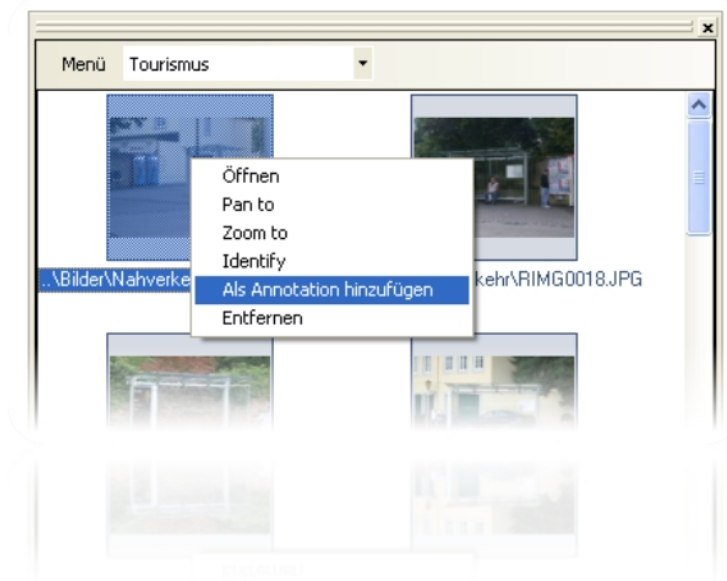 Menü Tourismus
Öffnen
Pan to
Zoom to
Identify
Als Annotation hinzufügen
Entfernen
..\Bilder\Nahverke kehr\RIMG0018.JPG